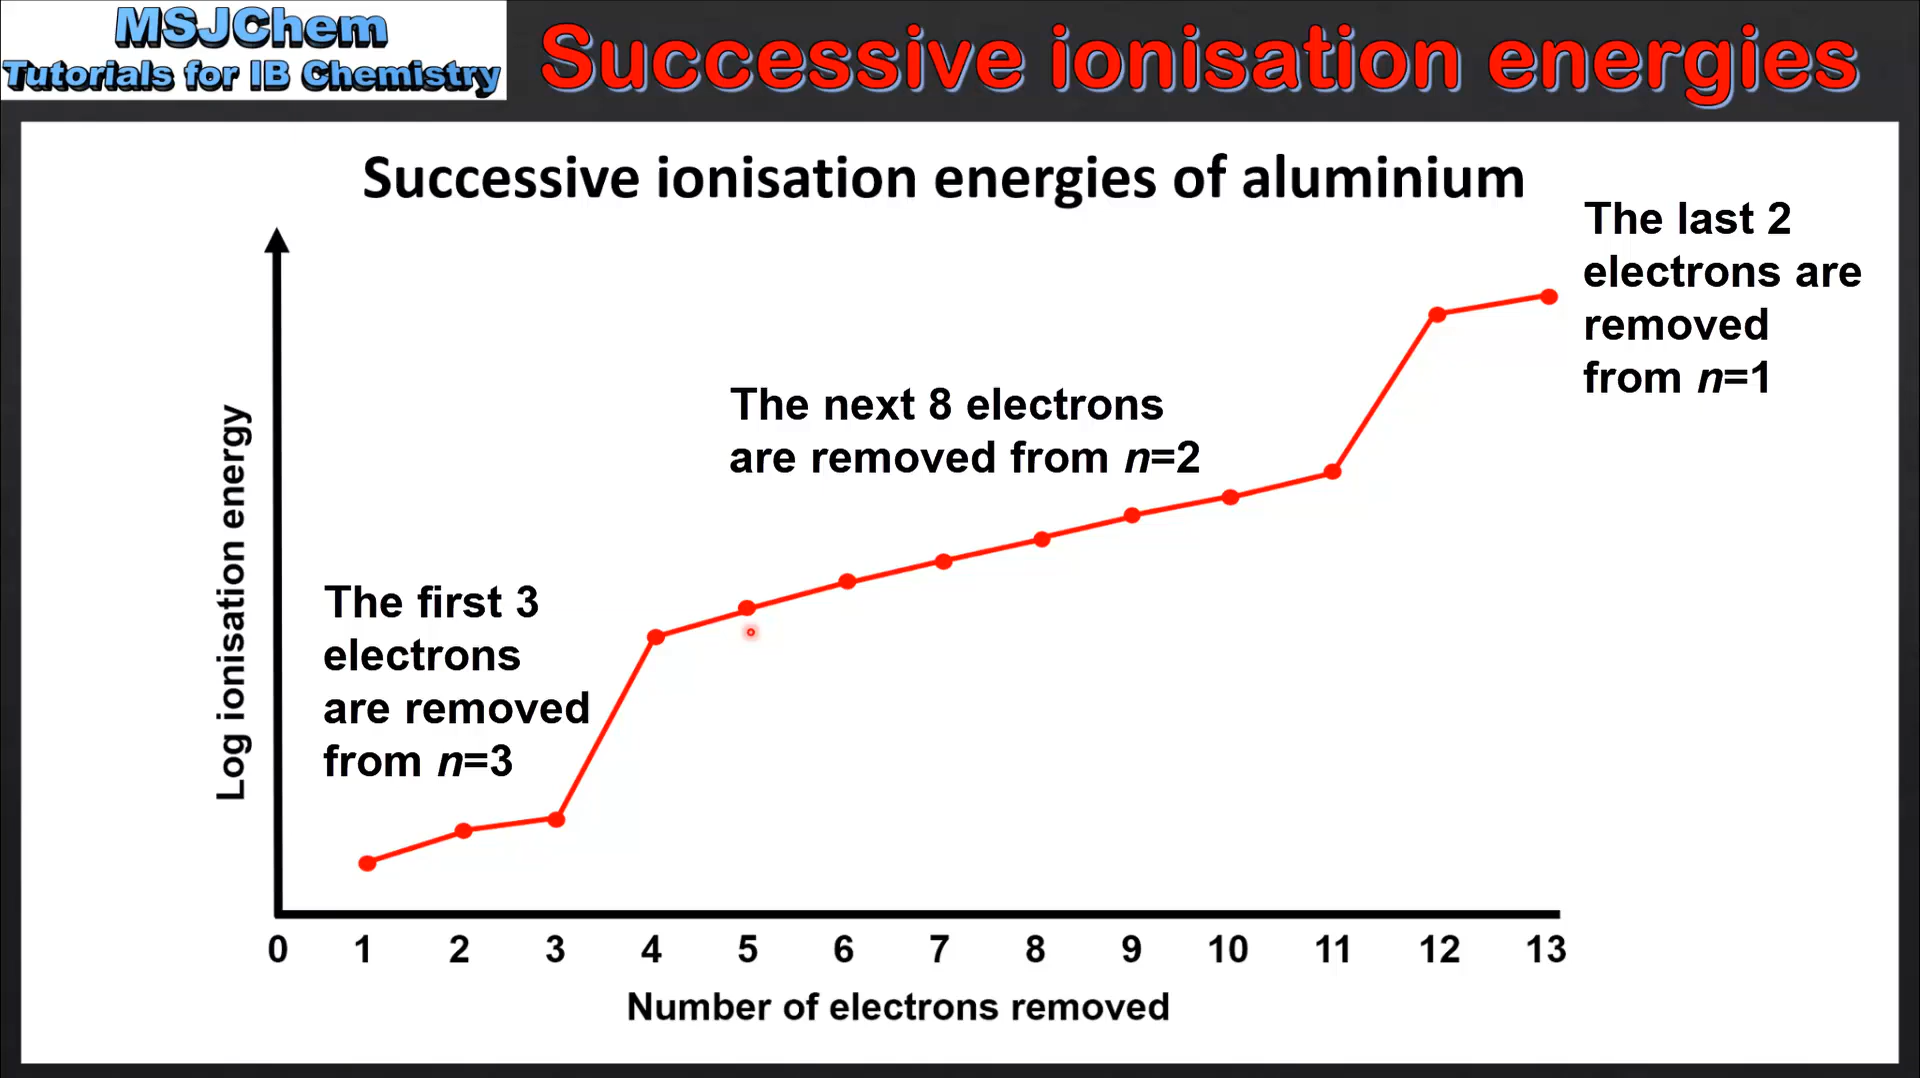 MSJChem
Tutorials for IB Chemistry
Successive ionisation energies
Successive ionisation energies of aluminium
The last 2
electrons are
removed
from n=1
The next 8 electrons
are removed from n=2
The first 3
electrons
are removed
from n=3
Log ionisation energy
0 1 2 3 4 5 6 7 8 9 10 11 12 13
Number of electrons removed